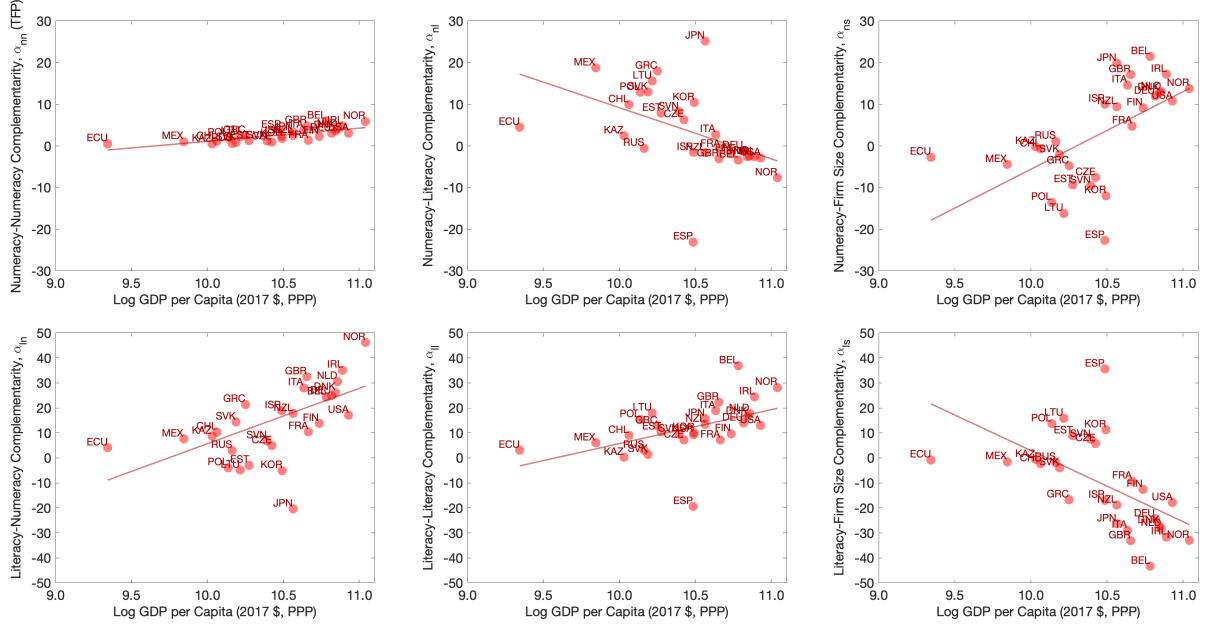 Numeracy-Numeracy Complementarity, αnn (TFP)
30
20
10
0
-10
-20
-30
9.0
9.5
10.0
10.5
11.0
Log GDP per Capita (2017 $, PPP)
ECU
MEX
KAZ
ESP
GBR
BEL
IRL
NOR
Numeracy-Literacy Complementarity, αnl
30
20
10
0
-10
-20
-30
9.0
9.5
10.0
10.5
11.0
Log GDP per Capita (2017 $, PPP)
JPN
MEX
GRC
LTU
POL
SVK
CHL
KOR
EST
SVN
CZE
ECU
KAZ
ITA
RUS
ISR
NZL
FRA
DEU
GBR
BEL
USA
NOR
ESP
Numeracy-Firm Size Complementarity, αns
30
20
10
0
-10
-20
-30
9.0
9.5
10.0
10.5
11.0
Log GDP per Capita (2017 $, PPP)
BEL
JPN
GBR
IRL
ITA
NLD
NOR
DEU
USA
ISR
NZL
FIN
FRA
RUS
KAZ
CHL
SVK
ECU
MEX
GRC
CZE
EST
SVN
KOR
POL
LTU
ESP
Literacy-Numeracy Complementarity, αln
50
40
30
20
10
0
-10
-20
-30
-40
-50
9.0
9.5
10.0
10.5
11.0
Log GDP per Capita (2017 $, PPP)
NOR
IRL
GBR
NLD
ITA
DNK
BEL
GRC
ISR
NZL
USA
SVK
FIN
CHL
FRA
MEX
SVN
CZE
ECU
RUS
POL
LTU
EST
KOR
JPN
Literacy-Literacy Complementarity, αll
50
40
30
20
10
0
-10
-20
-30
-40
-50
9.0
9.5
10.0
10.5
11.0
Log GDP per Capita (2017 $, PPP)
BEL
NOR
IRL
GBR
ITA
NLD
DNK
LTU
POL
JPN
NZL
GRC
DEU
USA
EST
SVN
KOR
CZE
FRA
FIN
CHL
MEX
RUS
SVK
ECU
KAZ
ESP
Literacy-Firm Size Complementarity, αls
50
40
30
20
10
0
-10
-20
-30
-40
-50
9.0
9.5
10.0
10.5
11.0
Log GDP per Capita (2017 $, PPP)
ESP
LTU
POL
KOR
EST
SVN
CZE
ECU
MEX
KAZ
CHL
RUS
SVK
FRA
FIN
GRC
ISR
NZL
USA
DEU
JPN
ITA
DNK
NLD
GBR
IRL
NOR
BEL